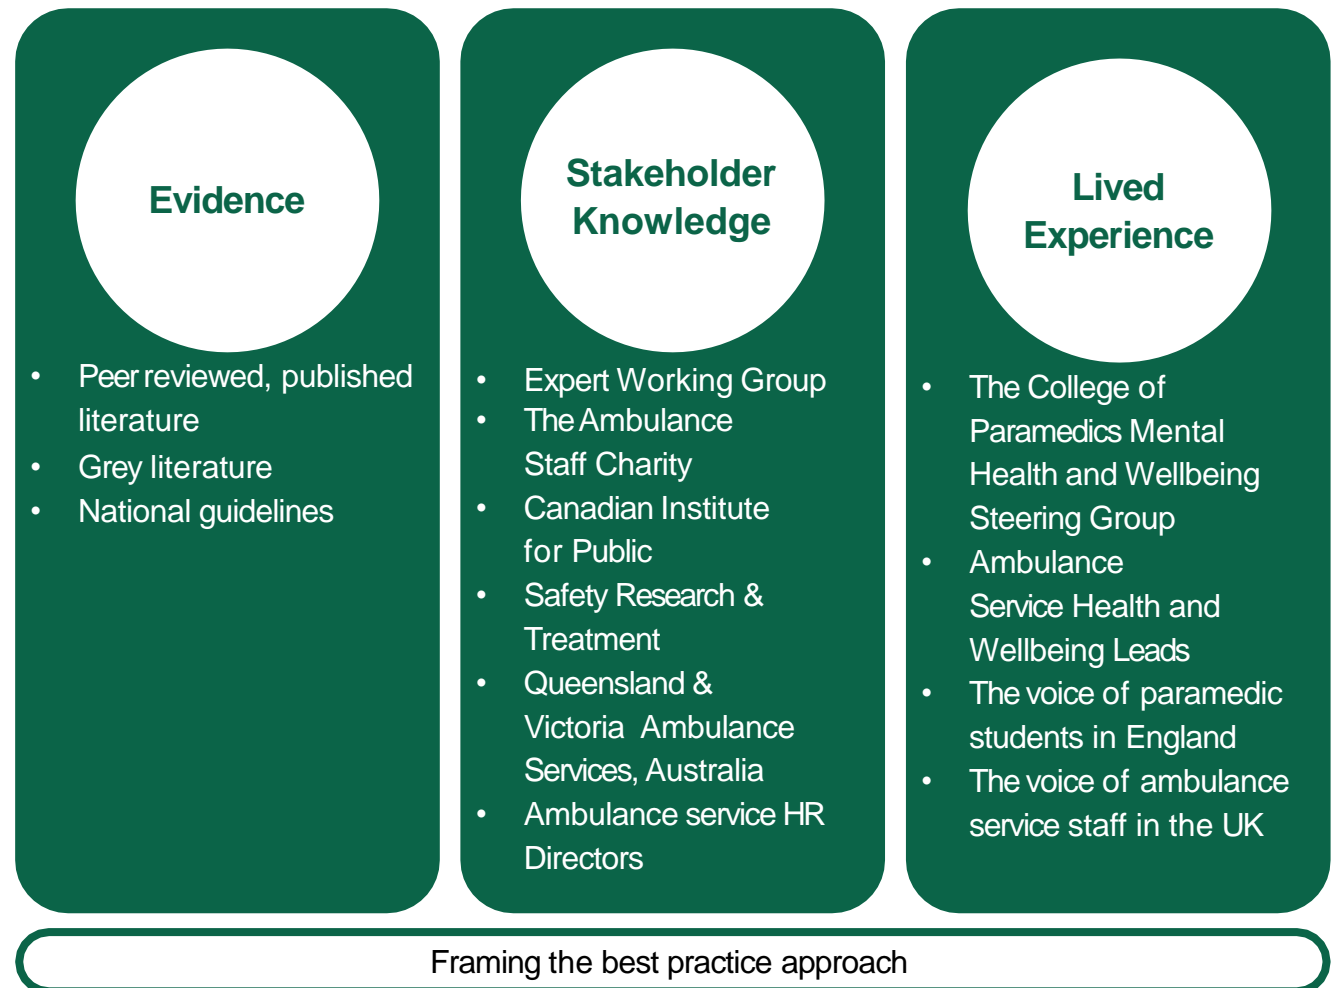 Evidence
• Peer reviewed, published
literature
• Grey literature
• National guidelines
Stakeholder
Knowledge
• Expert Working Group
• The Ambulance
Staff Charity
• Canadian Institute
for Public
• Safety Research &
Treatment
• Queensland &
Victoria Ambulance
Services, Australia
• Ambulance service HR
Directors
Lived
Experience
• The College of
Paramedics Mental
Health and Wellbeing
Steering Group
• Ambulance
Service Health and
Wellbeing Leads
• The voice of paramedic
students in England
• The voice of ambulance
service staff in the UK
Framing the best practice approach